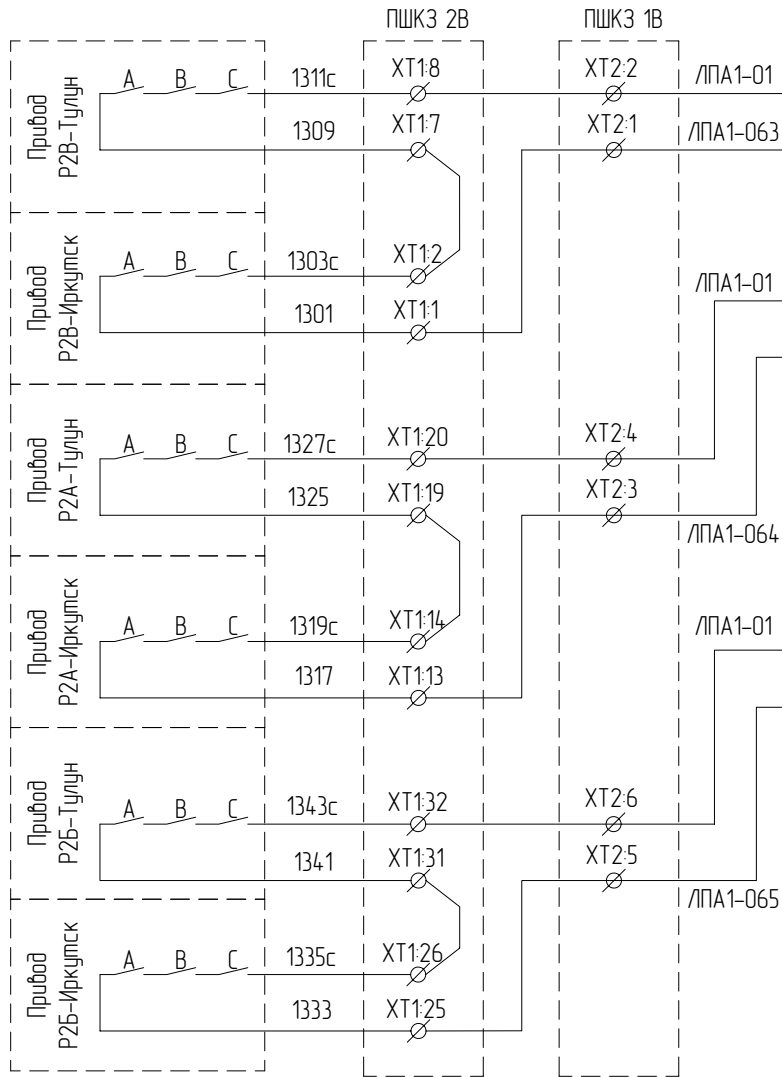 ПШКЗ 2В
ПШКЗ 1В
Привод
Р2В-Тулун
А В С
1311с
ХТ1:8
ХТ2:2
ЛПА1-01
1309
ХТ1:7
ХТ2:1
ЛПА1-063
Привод
Р2В-Иркутск
А В С
1303с
ХТ1:2
1301
ХТ1:1
ЛПА1-01
Привод
Р2А-Тулун
А В С
1327с
ХТ1:20
ХТ2:4
1325
ХТ1:19
ХТ2:3
ЛПА1-064
Привод
Р2А-Иркутск
А В С
1319с
ХТ1:14
1317
ХТ1:13
ЛПА1-01
Привод
Р2Б-Тулун
А В С
1343с
ХТ1:32
ХТ2:6
1341
ХТ1:31
ХТ2:5
ЛПА1-065
Привод
Р2Б-Иркутск
А В С
1335с
ХТ1:26
1333
ХТ1:25